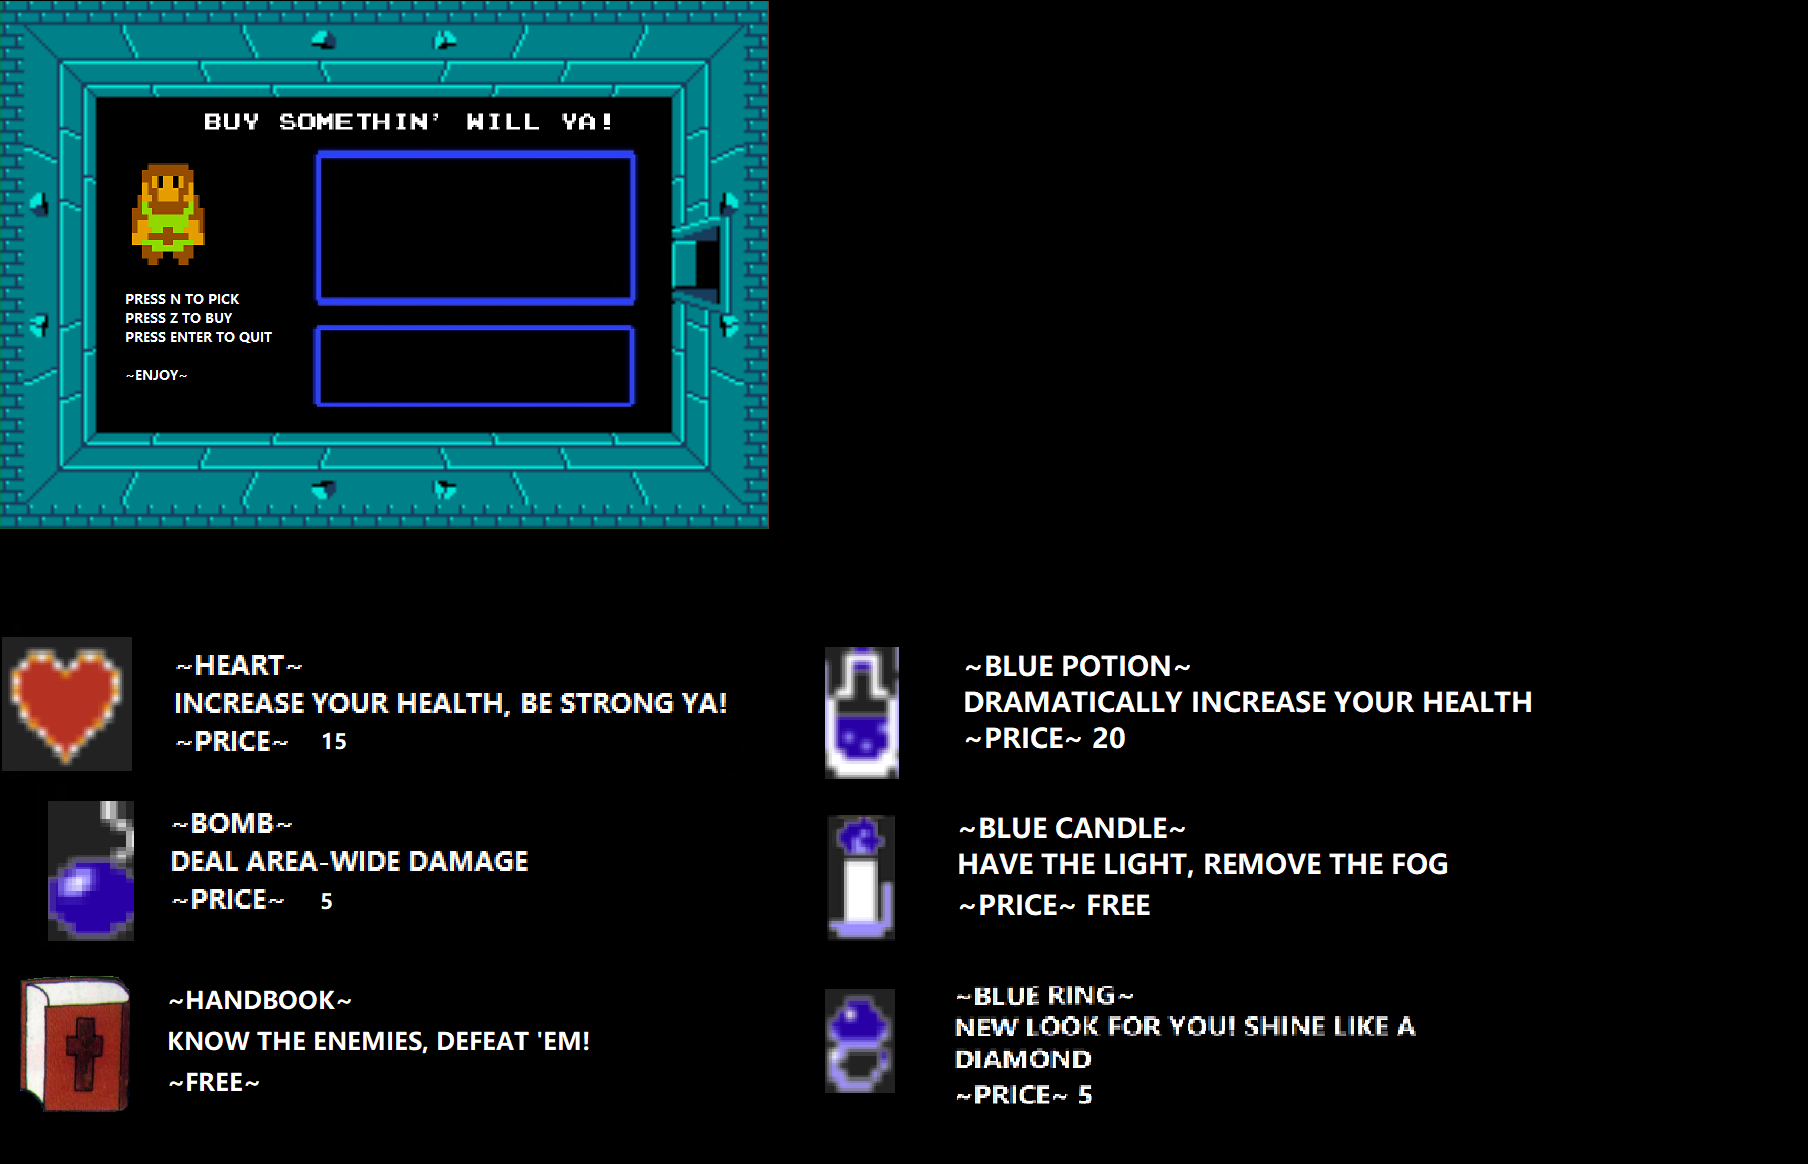 BUY SOMETHIN' WILL YA!
PRESS N TO PICK
PRESS Z TO BUY
PRESS ENTER TO QUIT
~ENJOY~
~HEART~
INCREASE YOUR HEALTH, BE STRONG YA!
~PRICE~ 15
~BOMB~
DEAL AREA-WIDE DAMAGE
~PRICE~ 5
~HANDBOOK~
KNOW THE ENEMIES, DEFEAT 'EM!
~FREE~
~BLUE POTION~
DRAMATICALLY INCREASE YOUR HEALTH
~PRICE~ 20
~BLUE CANDLE~
HAVE THE LIGHT, REMOVE THE FOG
~PRICE~ FREE
~BLUE RING~
NEW LOOK FOR YOU! SHINE LIKE A
DIAMOND
~PRICE~ 5